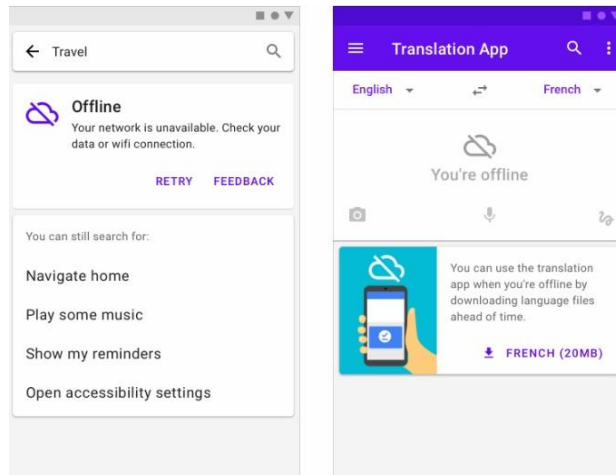 Travel
Offline
Your network is unavailable. Check your
data or wifi connection.
RETRY FEEDBACK
You can still search for:
Navigate home
Play some music
Show my reminders
Open accessibility settings
Translation App
English French
You're offline
You can use the translation
app when you're offline by
downloading language files
ahead of time.
FRENCH (20MB)